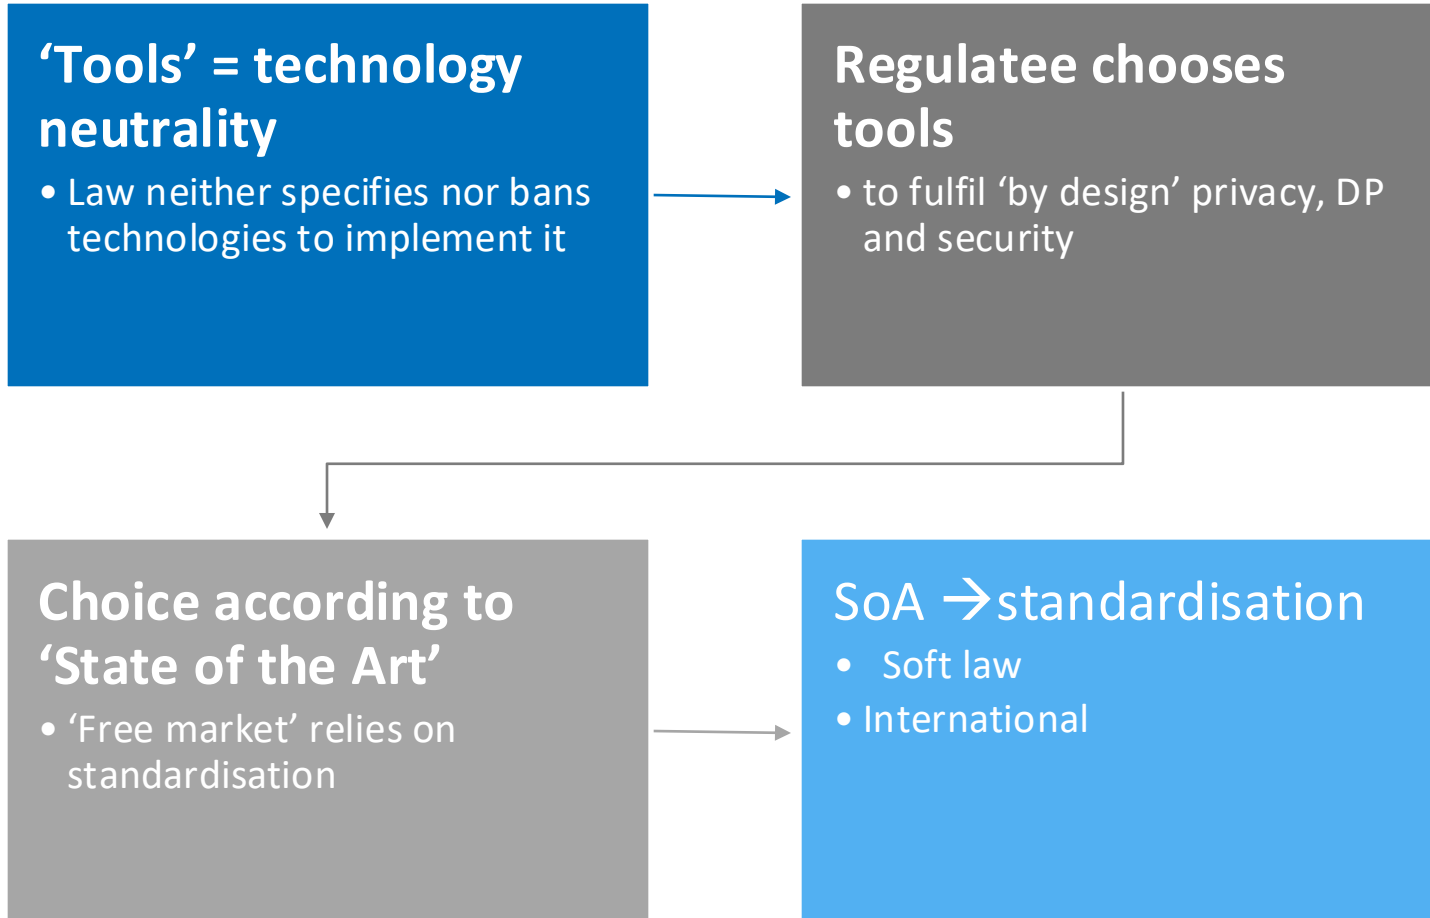 ‘Tools’ = technology
neutrality
• Law neither specifies nor bans
technologies to implement it
Regulatee chooses
tools
• to fulfil ‘by design’ privacy, DP
and security
Choice according to
‘State of the Art’
• ‘Free market’ relies on
standardisation
SoA →standardisation
• Soft law
• International